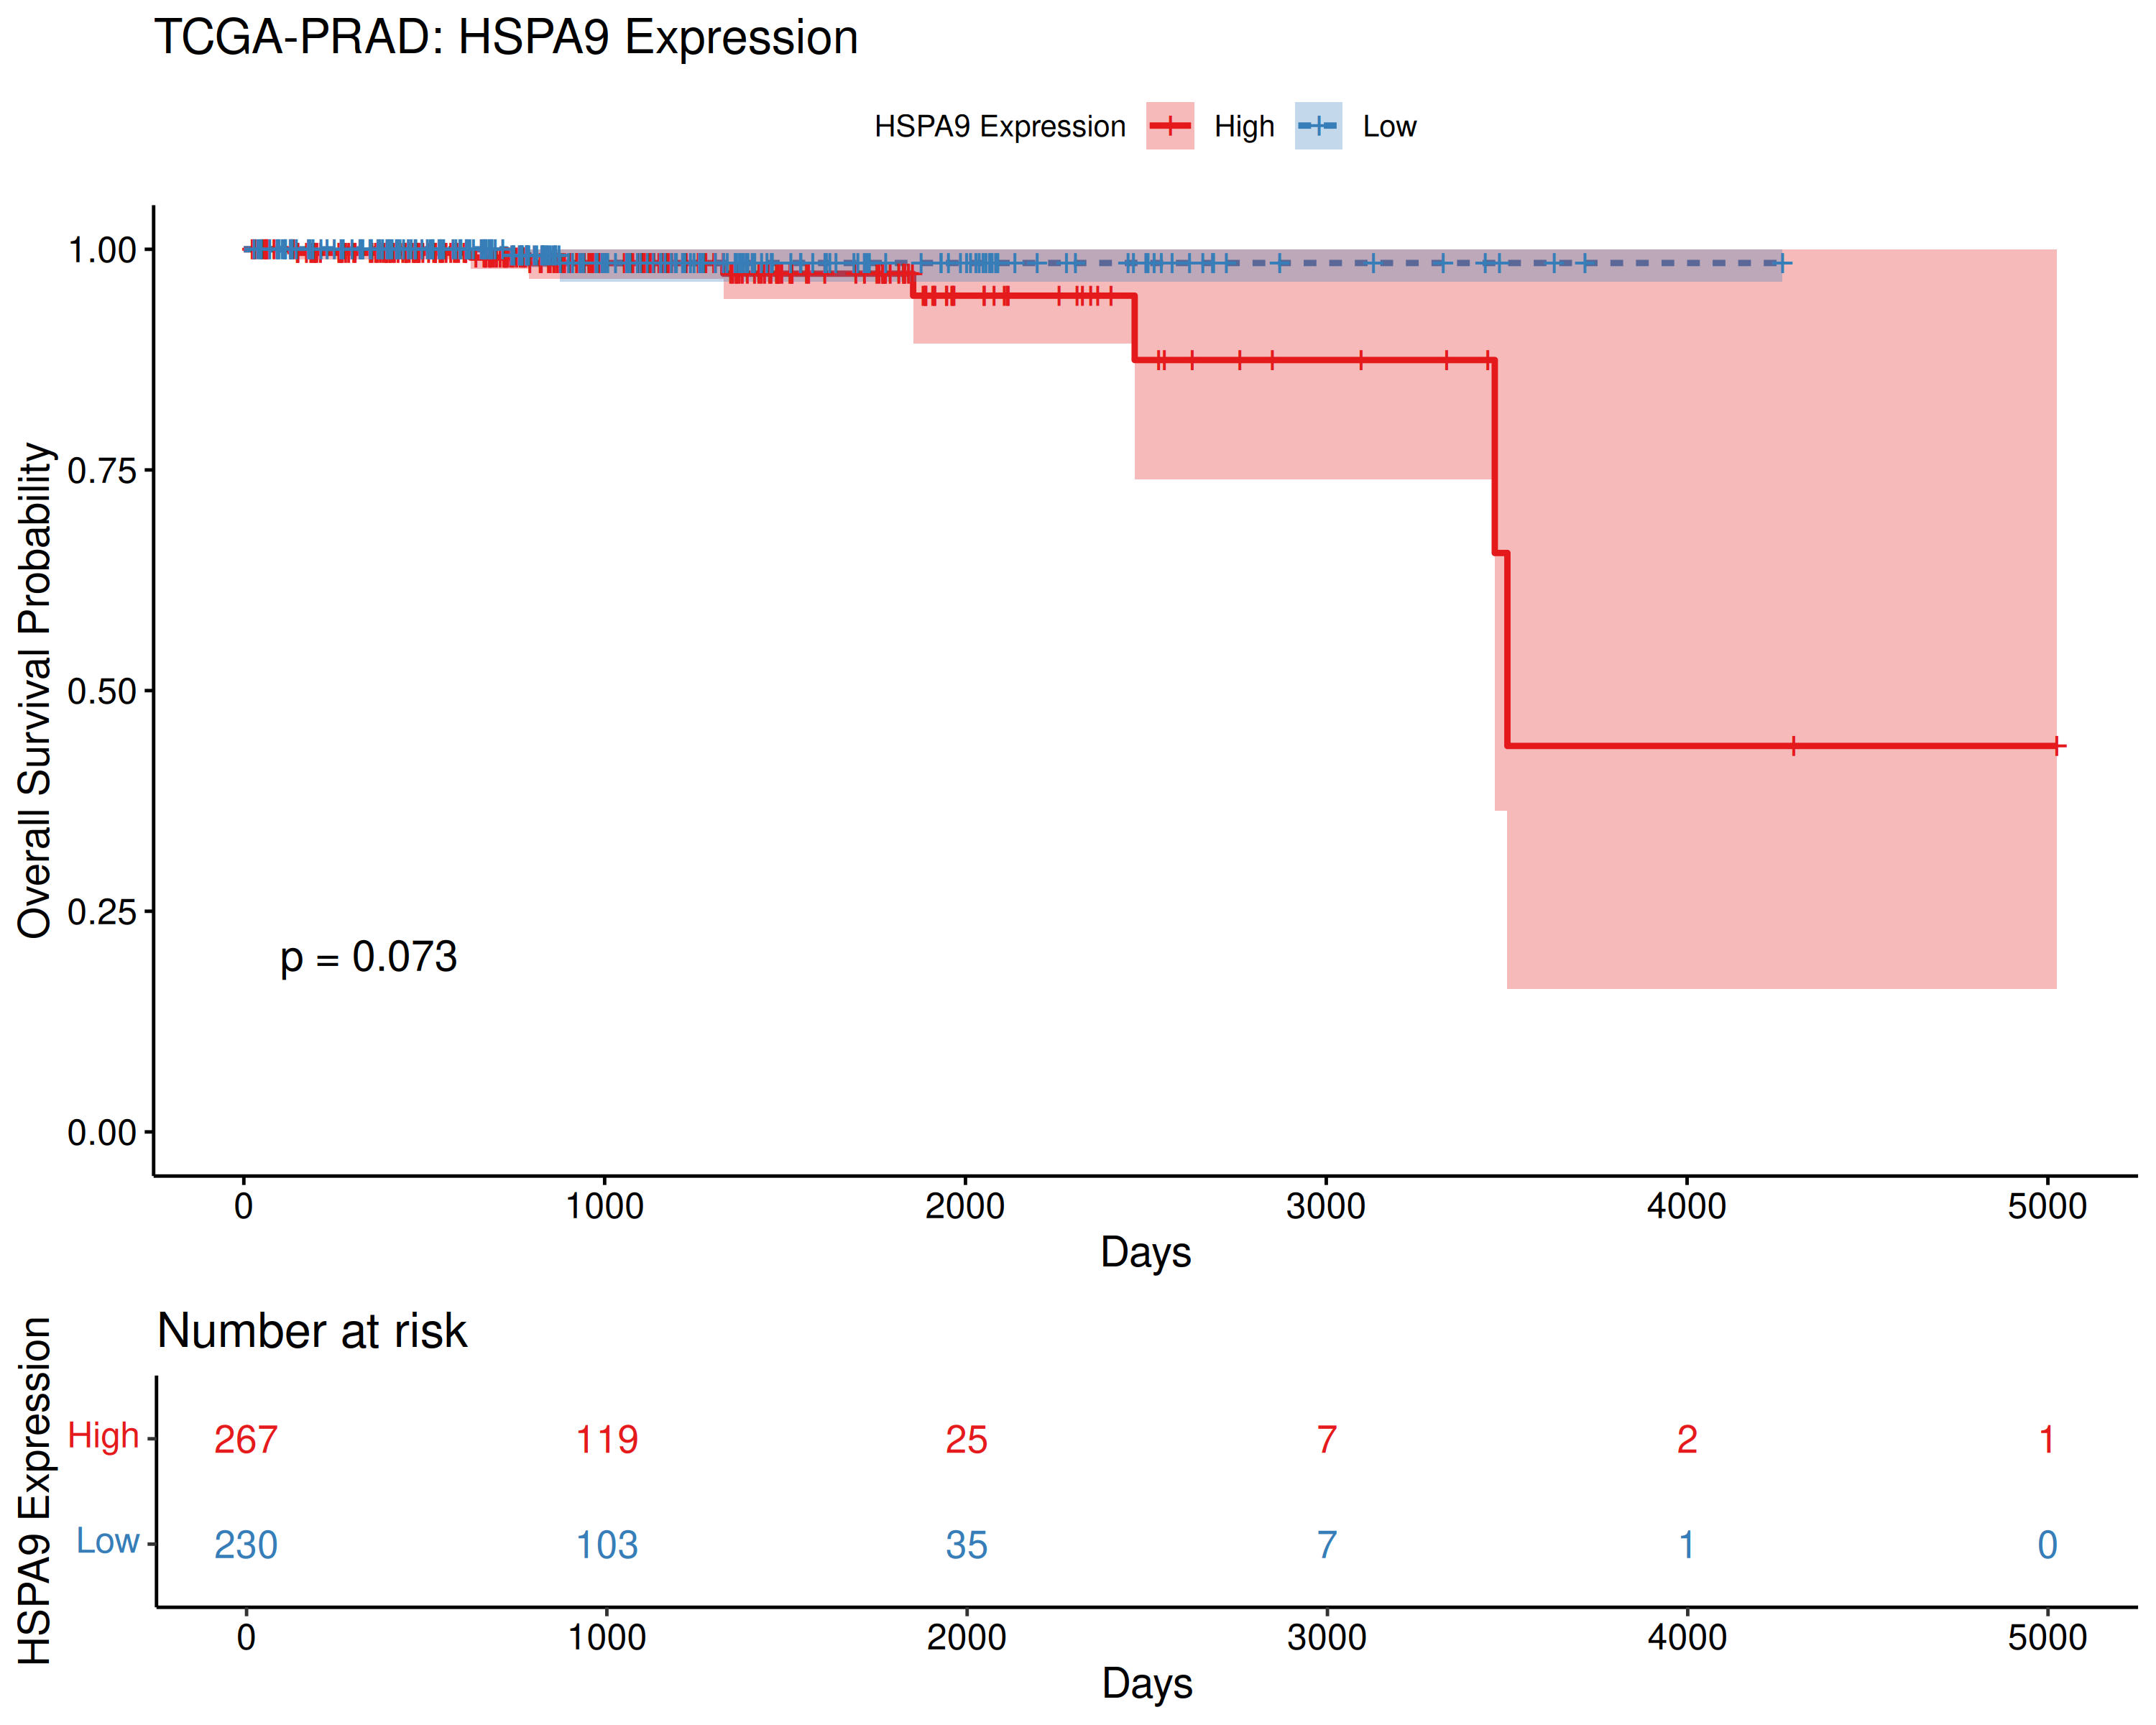 TCGA-PRAD: HSPA9 Expression
HSPA9 Expression High Low
Overall Survival Probability
1.00
0.75
0.50
0.25
0.00
p = 0.073
0 1000 2000 3000 4000 5000
Days
Number at risk
HSPA9 Expression
High 267 119 25 7 2 1
Low 230 103 35 7 1 0
0 1000 2000 3000 4000 5000
Days